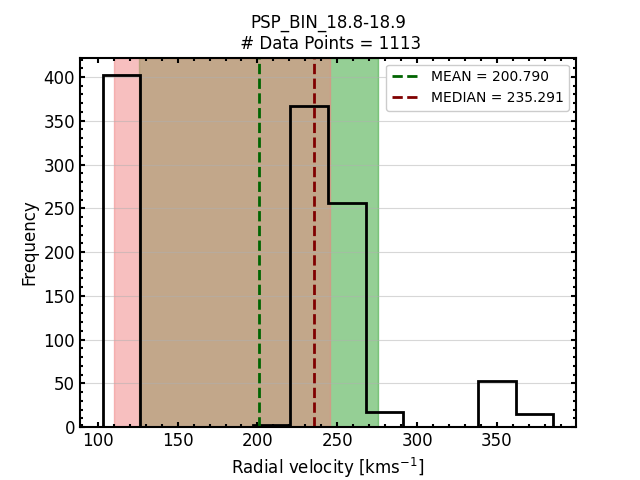 PSP_BIN_18.8-18.9
# Data Points = 1113
MEAN = 200.790
MEDIAN = 235.291
400
350
300
250
200
150
100
50
0
Frequency
100 150 200 250 300 350
Radial velocity [kms⁻¹]